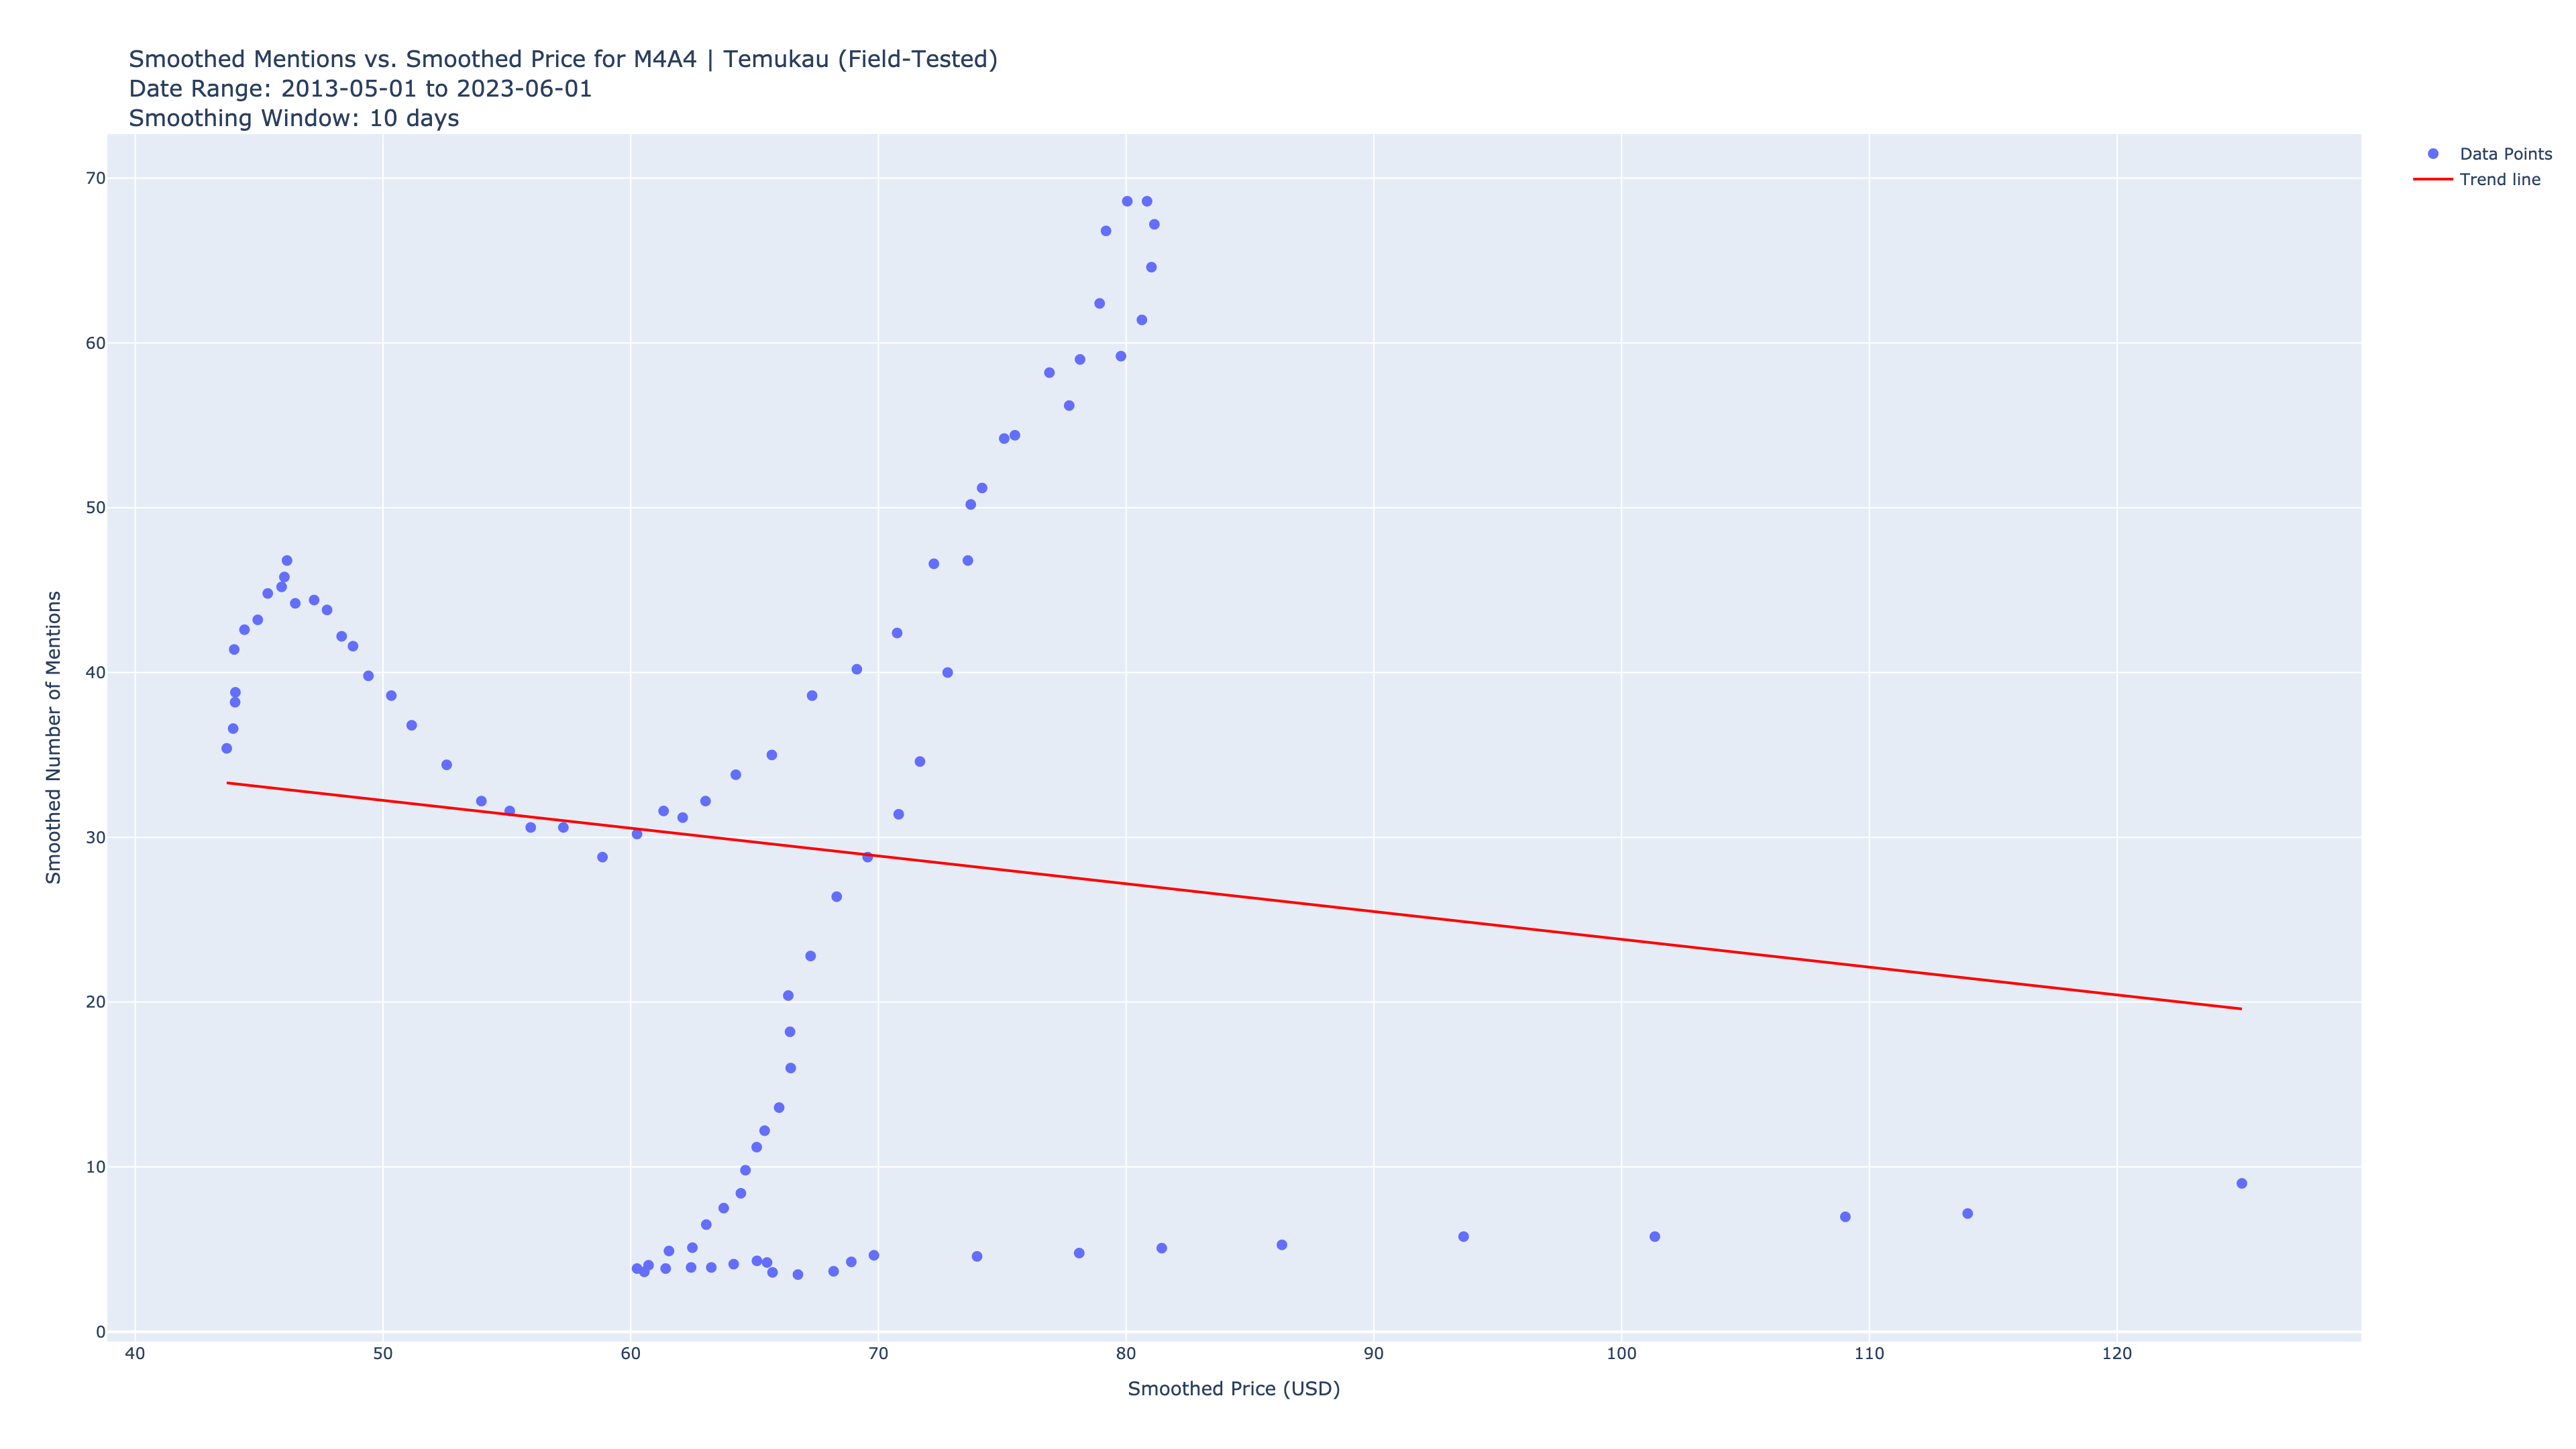 Smoothed Mentions vs. Smoothed Price for M4A4 | Temukau (Field-Tested)
Date Range: 2013-05-01 to 2023-06-01
Smoothing Window: 10 days
Data Points
Trend line
70
60
50
40
30
20
10
0
Smoothed Number of Mentions
40 50 60 70 80 90 100 110 120
Smoothed Price (USD)